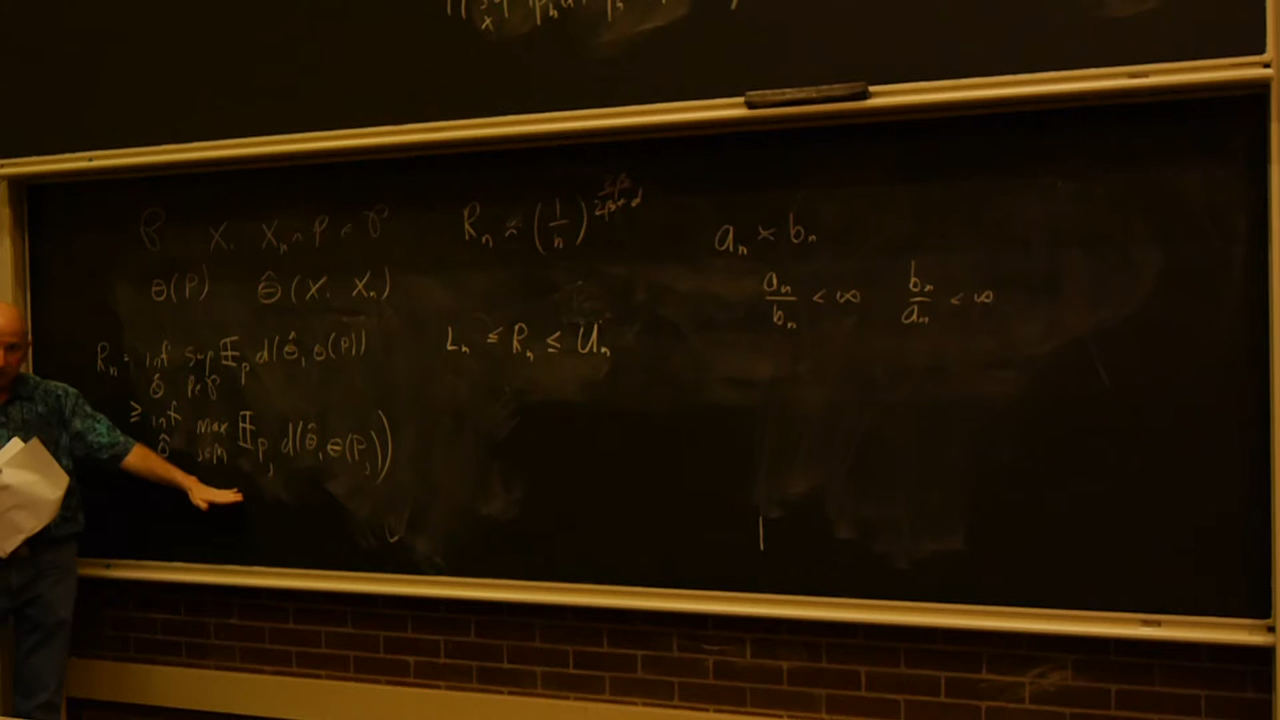 𝒫 X₁ Xₙ ~ P ∈ 𝒫
θ(P) θ̂(X₁ Xₙ)
Rₙ = inf sup 𝔼ₚ d(θ̂, θ(P))
θ̂ P∈𝒫
≥ inf max 𝔼_{P_j} d(θ̂, θ(P_j))
θ̂ j≤m
Rₙ ≍ (1/n)^{2β/(2β+d)}
Lₙ ≤ Rₙ ≤ Uₙ
aₙ ≍ bₙ
aₙ/bₙ < ∞ bₙ/aₙ < ∞